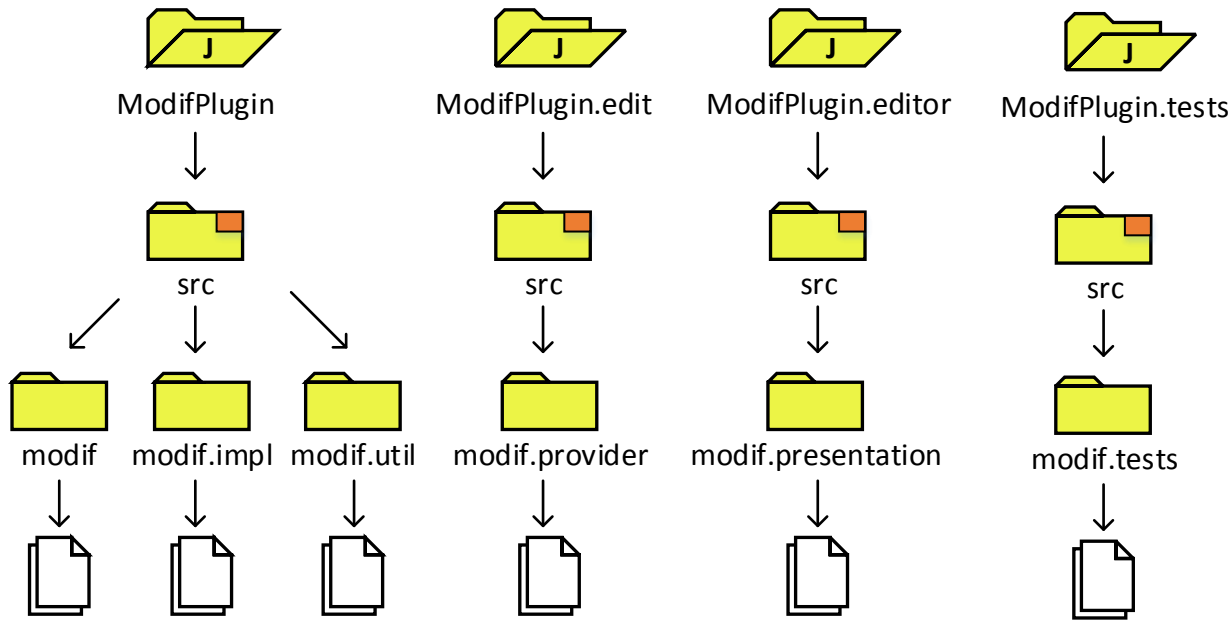 J
J
J
J
ModifPlugin
ModifPlugin.edit
ModifPlugin.editor
ModifPlugin.tests
src
src
src
src
modif
modif.impl
modif.util
modif.provider
modif.presentation
modif.tests